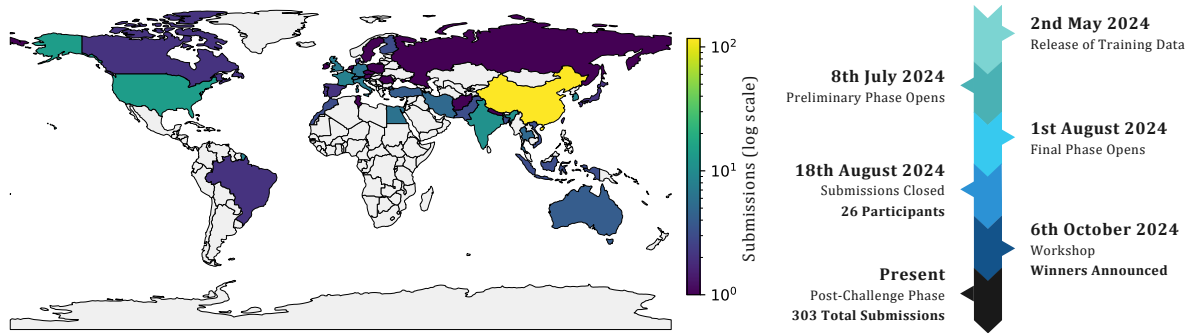 10²
10¹
10⁰
Submissions (log scale)
2nd May 2024
Release of Training Data
8th July 2024
Preliminary Phase Opens
1st August 2024
Final Phase Opens
18th August 2024
Submissions Closed
26 Participants
6th October 2024
Workshop
Winners Announced
Present
Post-Challenge Phase
303 Total Submissions